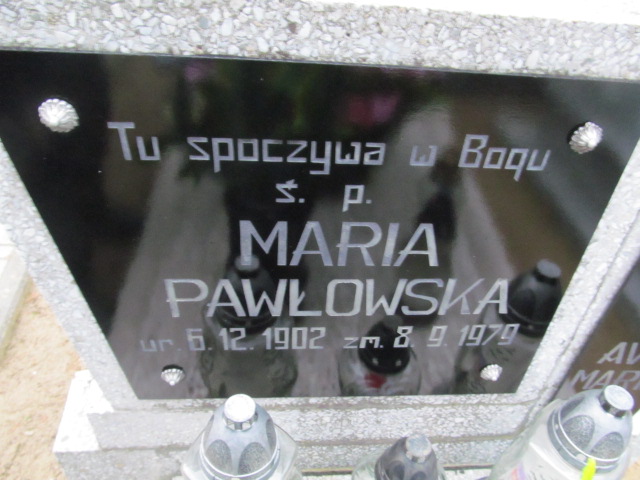 Tu spoczywa w Bogu
ś. p.
MARIA
PAWŁOWSKA
ur. 6.12.1902 zm. 8.9.1979